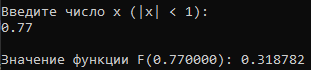 Введите число x (|x| < 1):
0.77
Значение функции F(0.770000): 0.318782